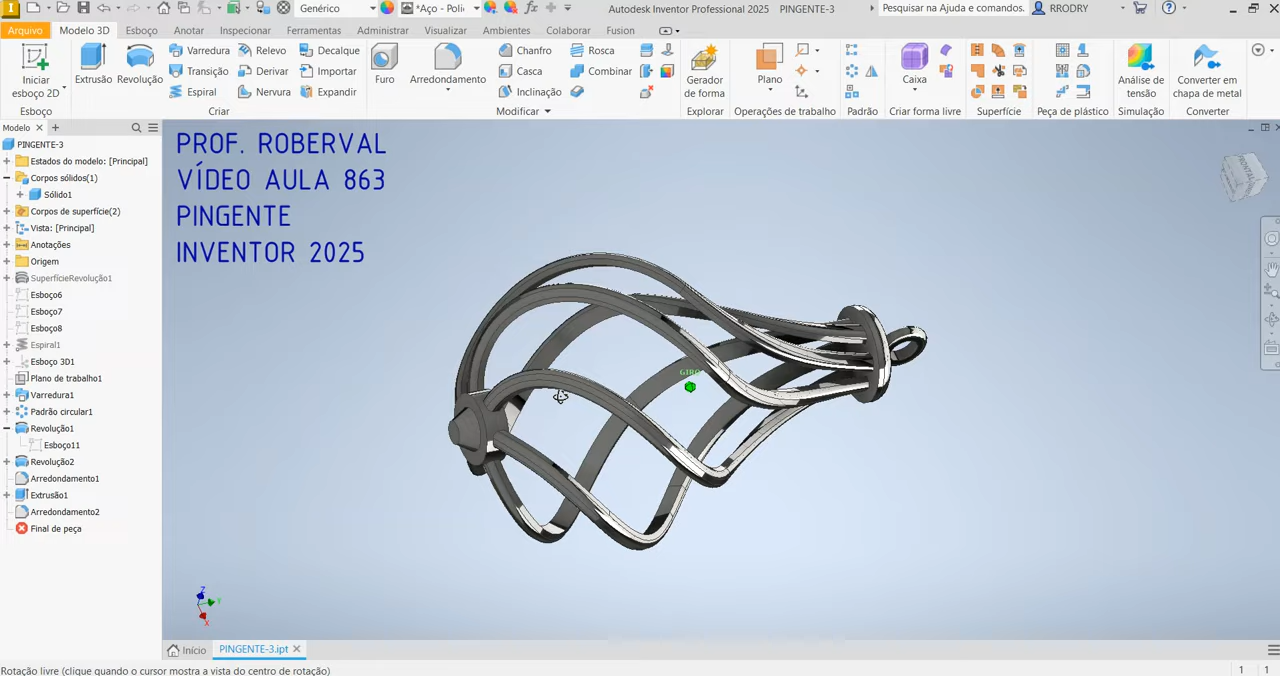 Genérico
*Aço - Poli
Autodesk Inventor Professional 2025
PINGENTE-3
Pesquisar na Ajuda e comandos.
RRODRY
Arquivo
Modelo 3D
Esboço
Anotar
Inspecionar
Ferramentas
Administrar
Visualizar
Ambientes
Colaborar
Fusion
Iniciar
esboço 2D
Esboço
Extrusão
Revolução
Varredura
Transição
Espiral
Relevo
Derivar
Nervura
Decalque
Importar
Expandir
Criar
Furo
Arredondamento
Chanfro
Casca
Inclinação
Rosca
Combinar
Modificar
Gerador
de forma
Explorar
Plano
Operações de trabalho
Padrão
Caixa
Criar forma livre
Superfície
Peça de plástico
Análise de
tensão
Simulação
Converter em
chapa de metal
Converter
Modelo
PINGENTE-3
Estados do modelo: [Principal]
Corpos sólidos(1)
Sólido1
Corpos de superfície(2)
Vista: [Principal]
Anotações
Origem
SuperfícieRevolução1
Esboço6
Esboço7
Esboço8
Espiral1
Esboço 3D1
Plano de trabalho1
Varredura1
Padrão circular1
Revolução1
Esboço11
Revolução2
Arredondamento1
Extrusão1
Arredondamento2
Final de peça
PROF. ROBERVAL
VÍDEO AULA 863
PINGENTE
INVENTOR 2025
GIRO
FRONTAL
Z
Y
X
Início
PINGENTE-3.ipt
Rotação livre (clique quando o cursor mostra a vista do centro de rotação)
1
1